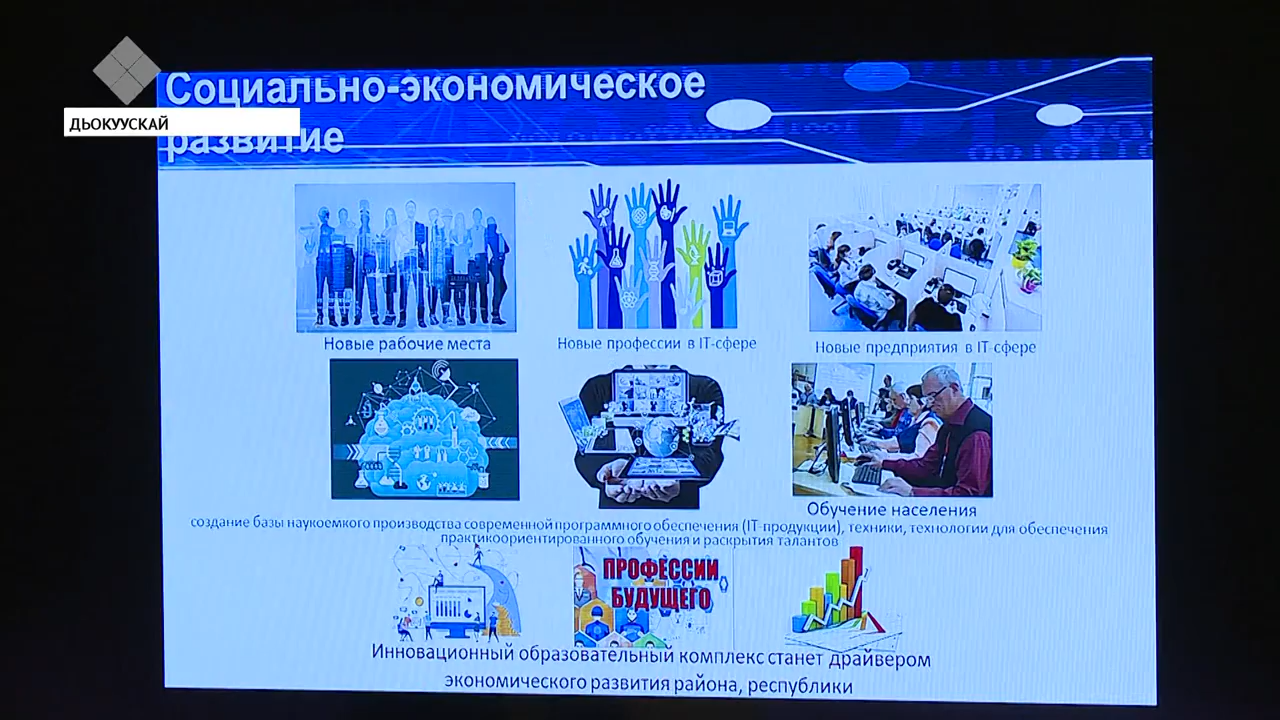 Социально-экономическое
ДЬОКУУСКАЙ
развитие
Новые рабочие места
Новые профессии в IT-сфере
Новые предприятия в IT-сфере
Обучение населения
создание базы наукоемкого производства современной программного обеспечения (IT-продукции), техники, технологии для обеспечения
практикоориентированного обучения и раскрытия талантов
ПРОФЕССИИ
БУДУЩЕГО
Инновационный образовательный комплекс станет драйвером
экономического развития района, республики